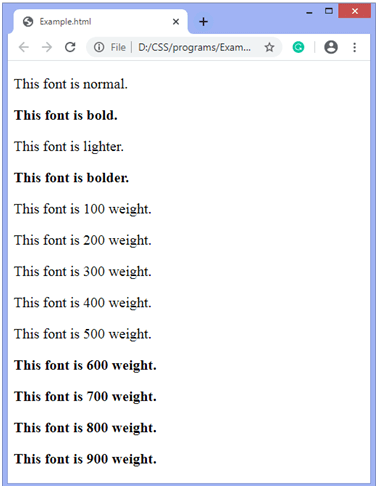 Example.html
File | D:/CSS/programs/Exam...
This font is normal.
This font is bold.
This font is lighter.
This font is bolder.
This font is 100 weight.
This font is 200 weight.
This font is 300 weight.
This font is 400 weight.
This font is 500 weight.
This font is 600 weight.
This font is 700 weight.
This font is 800 weight.
This font is 900 weight.